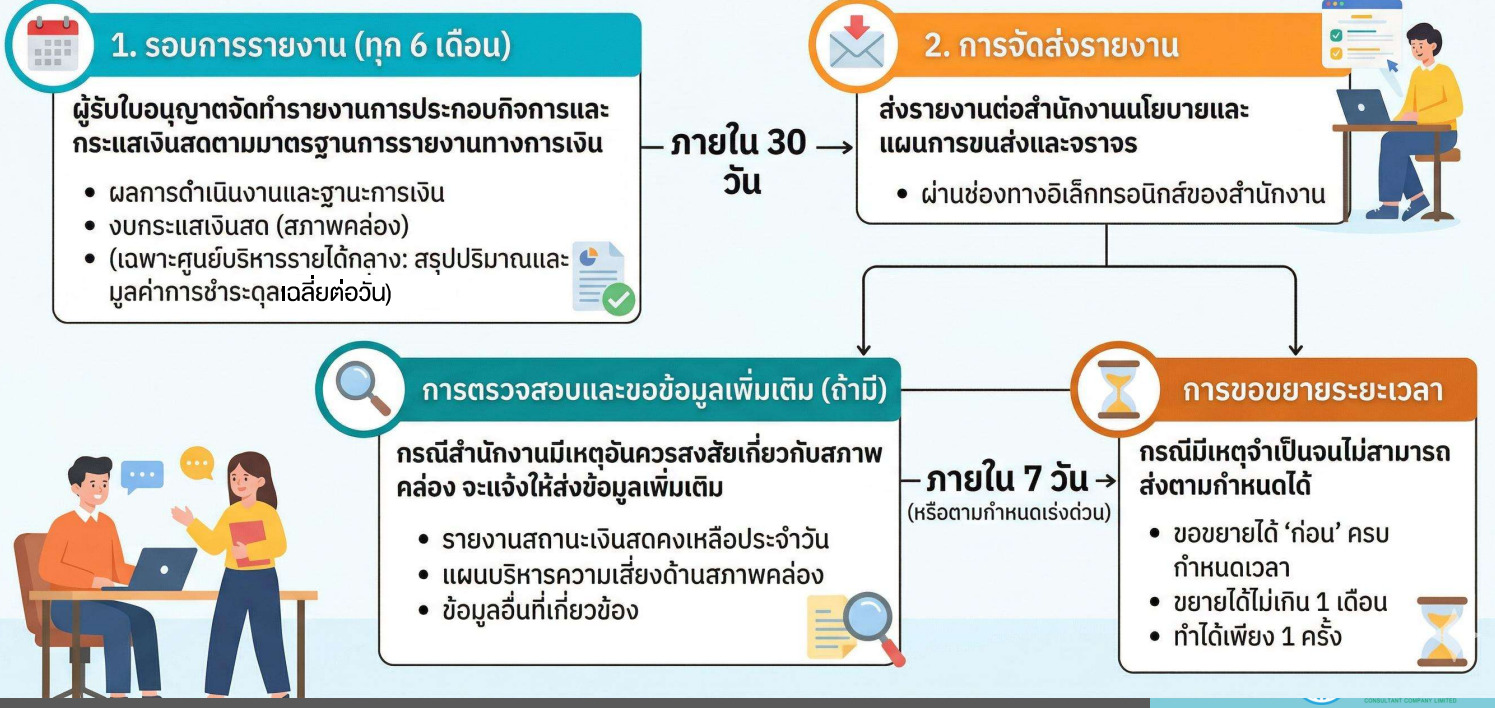 1. รอบการรายงาน (ทุก 6 เดือน)
ผู้รับใบอนุญาตจัดทำรายงานการประกอบกิจการและ
กระแสเงินสดตามมาตรฐานการรายงานทางการเงิน
• ผลการดำเนินงานและฐานะการเงิน
• งบกระแสเงินสด (สภาพคล่อง)
• (เฉพาะศูนย์บริหารรายได้กลาง: สรุปปริมาณและ
มูลค่าการชำระดุลเฉลี่ยต่อวัน)
ภายใน 30
วัน
2. การจัดส่งรายงาน
ส่งรายงานต่อสำนักงานนโยบายและ
แผนการขนส่งและจราจร
• ผ่านช่องทางอิเล็กทรอนิกส์ของสำนักงาน
การตรวจสอบและขอข้อมูลเพิ่มเติม (ถ้ามี)
กรณีสำนักงานมีเหตุอันควรสงสัยเกี่ยวกับสภาพ
คล่อง จะแจ้งให้ส่งข้อมูลเพิ่มเติม
• รายงานสถานะเงินสดคงเหลือประจำวัน
• แผนบริหารความเสี่ยงด้านสภาพคล่อง
• ข้อมูลอื่นที่เกี่ยวข้อง
ภายใน 7 วัน
(หรือตามกำหนดเร่งด่วน)
การขอขยายระยะเวลา
กรณีมีเหตุจำเป็นจนไม่สามารถ
ส่งตามกำหนดได้
• ขอขยายได้ ‘ก่อน’ ครบ
กำหนดเวลา
• ขยายได้ไม่เกิน 1 เดือน
• ทำได้เพียง 1 ครั้ง
CONSULTANT COMPANY LIMITED